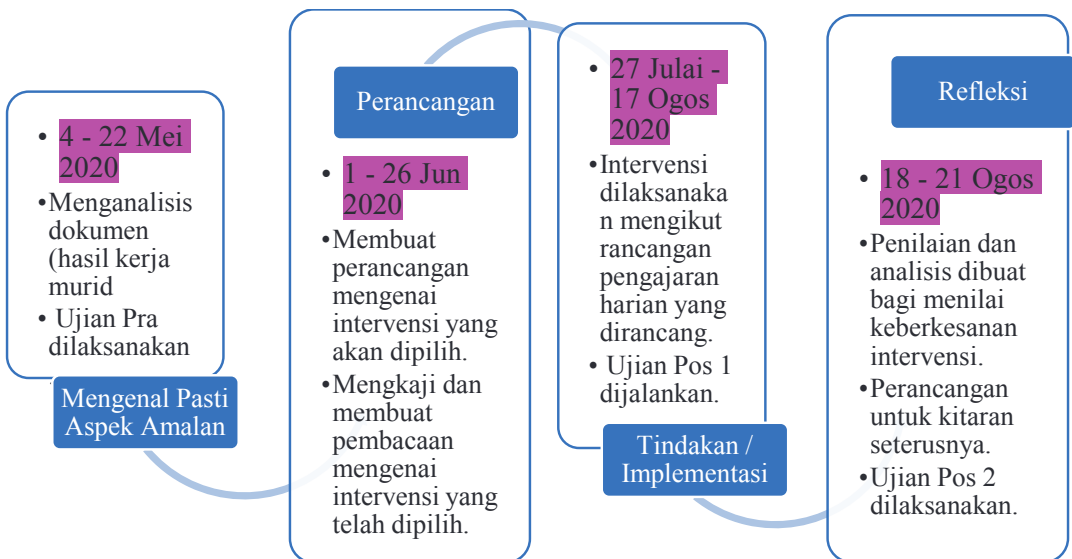 • 4 - 22 Mei
2020
•Menganalisis
dokumen
(hasil kerja
murid
• Ujian Pra
dilaksanakan
.
Mengenal Pasti
Aspek Amalan
Perancangan
• 1 - 26 Jun
2020
•Membuat
perancangan
mengenai
intervensi yang
akan dipilih.
•Mengkaji dan
membuat
pembacaan
mengenai
intervensi yang
telah dipilih.
• 27 Julai -
17 Ogos
2020
•Intervensi
dilaksanaka
n mengikut
rancangan
pengajaran
harian yang
dirancang.
• Ujian Pos 1
dijalankan.
Tindakan /
Implementasi
Refleksi
• 18 - 21 Ogos
2020
•Penilaian dan
analisis dibuat
bagi menilai
keberkesanan
intervensi.
•Perancangan
untuk kitaran
seterusnya.
•Ujian Pos 2
dilaksanakan.